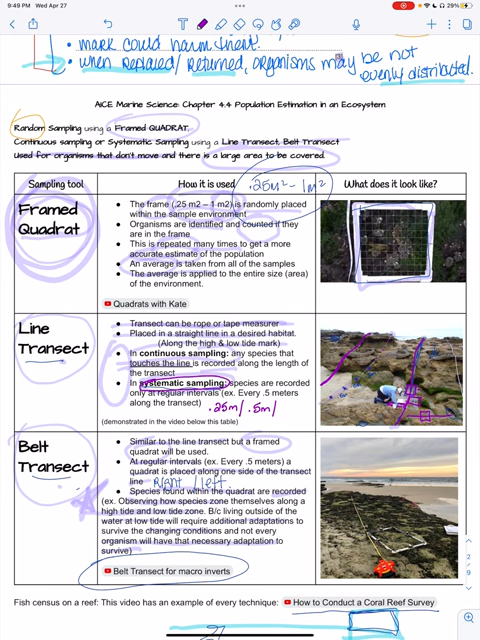 9:49 PM Wed Apr 27
29%
• mark could harm them.
• when replaced/returned, organisms may be not
evenly distributed.
AICE Marine Science: Chapter 4.4 Population Estimation in an Ecosystem
Random Sampling using a Framed QUADRAT.
Continuous sampling or Systematic Sampling using a Line Transect, Belt Transect
Used for organisms that don't move and there is a large area to be covered.
.25m² - 1m²
Sampling tool How it is used What does it look like?
Framed
Quadrat
• The frame (.25 m2 – 1 m2) is randomly placed
within the sample environment
• Organisms are identified and counted if they
are in the frame
• This is repeated many times to get a more
accurate estimate of the population
• An average is taken from all of the samples
• The average is applied to the entire size (area)
of the environment.
Quadrats with Kate
Line
Transect
• Transect can be rope or tape measurer
• Placed in a straight line in a desired habitat.
(Along the high & low tide mark)
• In continuous sampling: any species that
touches the line is recorded along the length of
the transect
• In systematic sampling: species are recorded
only at regular intervals (ex. Every .5 meters
along the transect)
.25m/.5m/
(demonstrated in the video below this table)
Belt
Transect
• Similar to the line transect but a framed
quadrat will be used.
• At regular intervals (ex. Every .5 meters) a
quadrat is placed along one side of the transect
line Right/left
• Species found within the quadrat are recorded
(ex. Observing how species zone themselves along a
high tide and low tide zone. B/c living outside of the
water at low tide will require additional adaptations to
survive the changing conditions and not every
organism will have that necessary adaptation to
survive)
Belt Transect for macro inverts
2
/
9
Fish census on a reef: This video has an example of every technique: How to Conduct a Coral Reef Survey